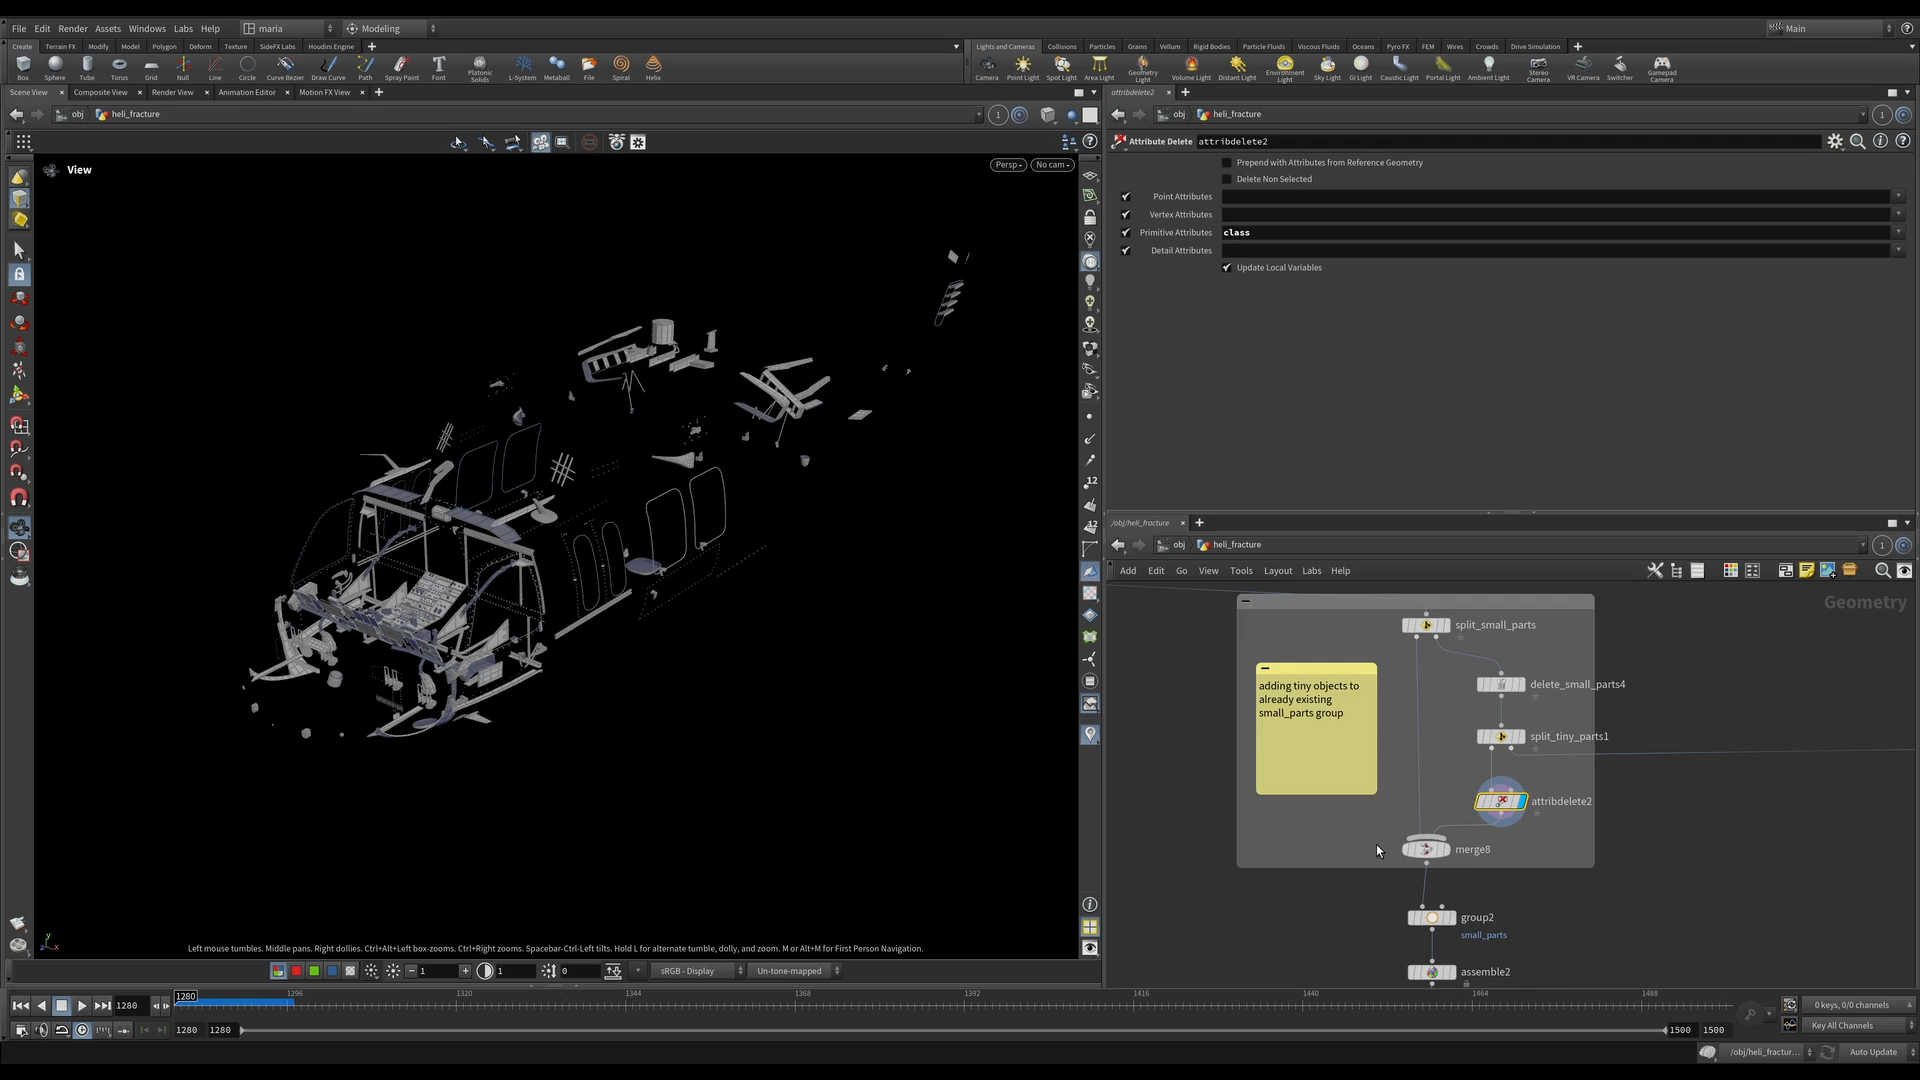 File Edit Render Assets Windows Labs Help maria Modeling Main
Create Terrain FX Modify Model Polygon Deform Texture SideFX Labs Houdini Engine
Lights and Cameras Collisions Particles Grains Vellum Rigid Bodies Particle Fluids Viscous Fluids Oceans Pyro FX FEM Wires Crowds Drive Simulation
Box Sphere Tube Torus Grid Null Line Circle Curve Bezier Draw Curve Path Spray Paint Font Platonic Solids L-System Metaball File Spiral Helix
Camera Point Light Spot Light Area Light Geometry Light Volume Light Distant Light Environment Light Sky Light GI Light Caustic Light Portal Light Ambient Light Stereo Camera VR Camera Switcher Gamepad Camera
Scene View Composite View Render View Animation Editor Motion FX View
attribdelete2
obj heli_fracture 1
obj heli_fracture 1
Attribute Delete attribdelete2
View
Persp No cam
Prepend with Attributes from Reference Geometry
Delete Non Selected
Point Attributes
Vertex Attributes
Primitive Attributes class
Detail Attributes
Update Local Variables
12
12
/obj/heli_fracture
obj heli_fracture 1
Add Edit Go View Tools Layout Labs Help
Geometry
split_small_parts
adding tiny objects to
already existing
small_parts group
delete_small_parts4
split_tiny_parts1
attribdelete2
merge8
group2
small_parts
assemble2
y
z x
Left mouse tumbles. Middle pans. Right dollies. Ctrl+Alt+Left box-zooms. Ctrl+Right zooms. Spacebar-Ctrl-Left tilts. Hold L for alternate tumble, dolly, and zoom. M or Alt+M for First Person Navigation.
1 1 0 sRGB - Display Un-tone-mapped
1280 1280 1296 1320 1344 1368 1392 1416 1440 1464 1488
0 keys, 0/0 channels
1280 1280 1500 1500
Key All Channels
/obj/heli_fractur... Auto Update